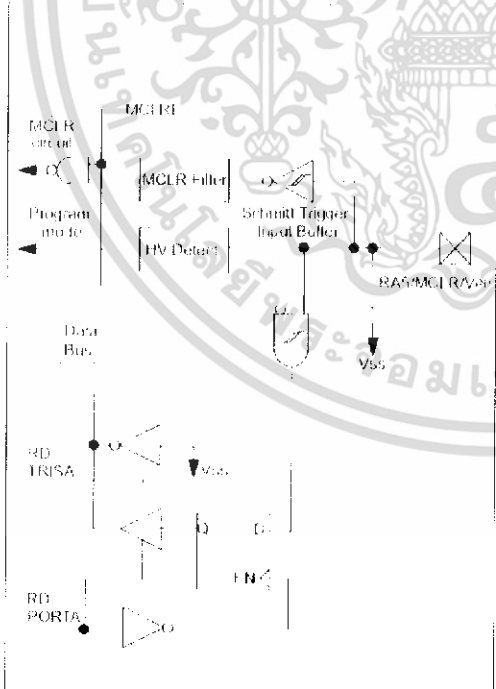 MCLRE
MCLR
circuit
MCLR Filter
Program
mode
HV Detect
Schmitt Trigger
Input Buffer
RA5/MCLR/VPP
VSS
Data
Bus
RD
TRISA
VSS
Q
D
EN
RD
PORTA